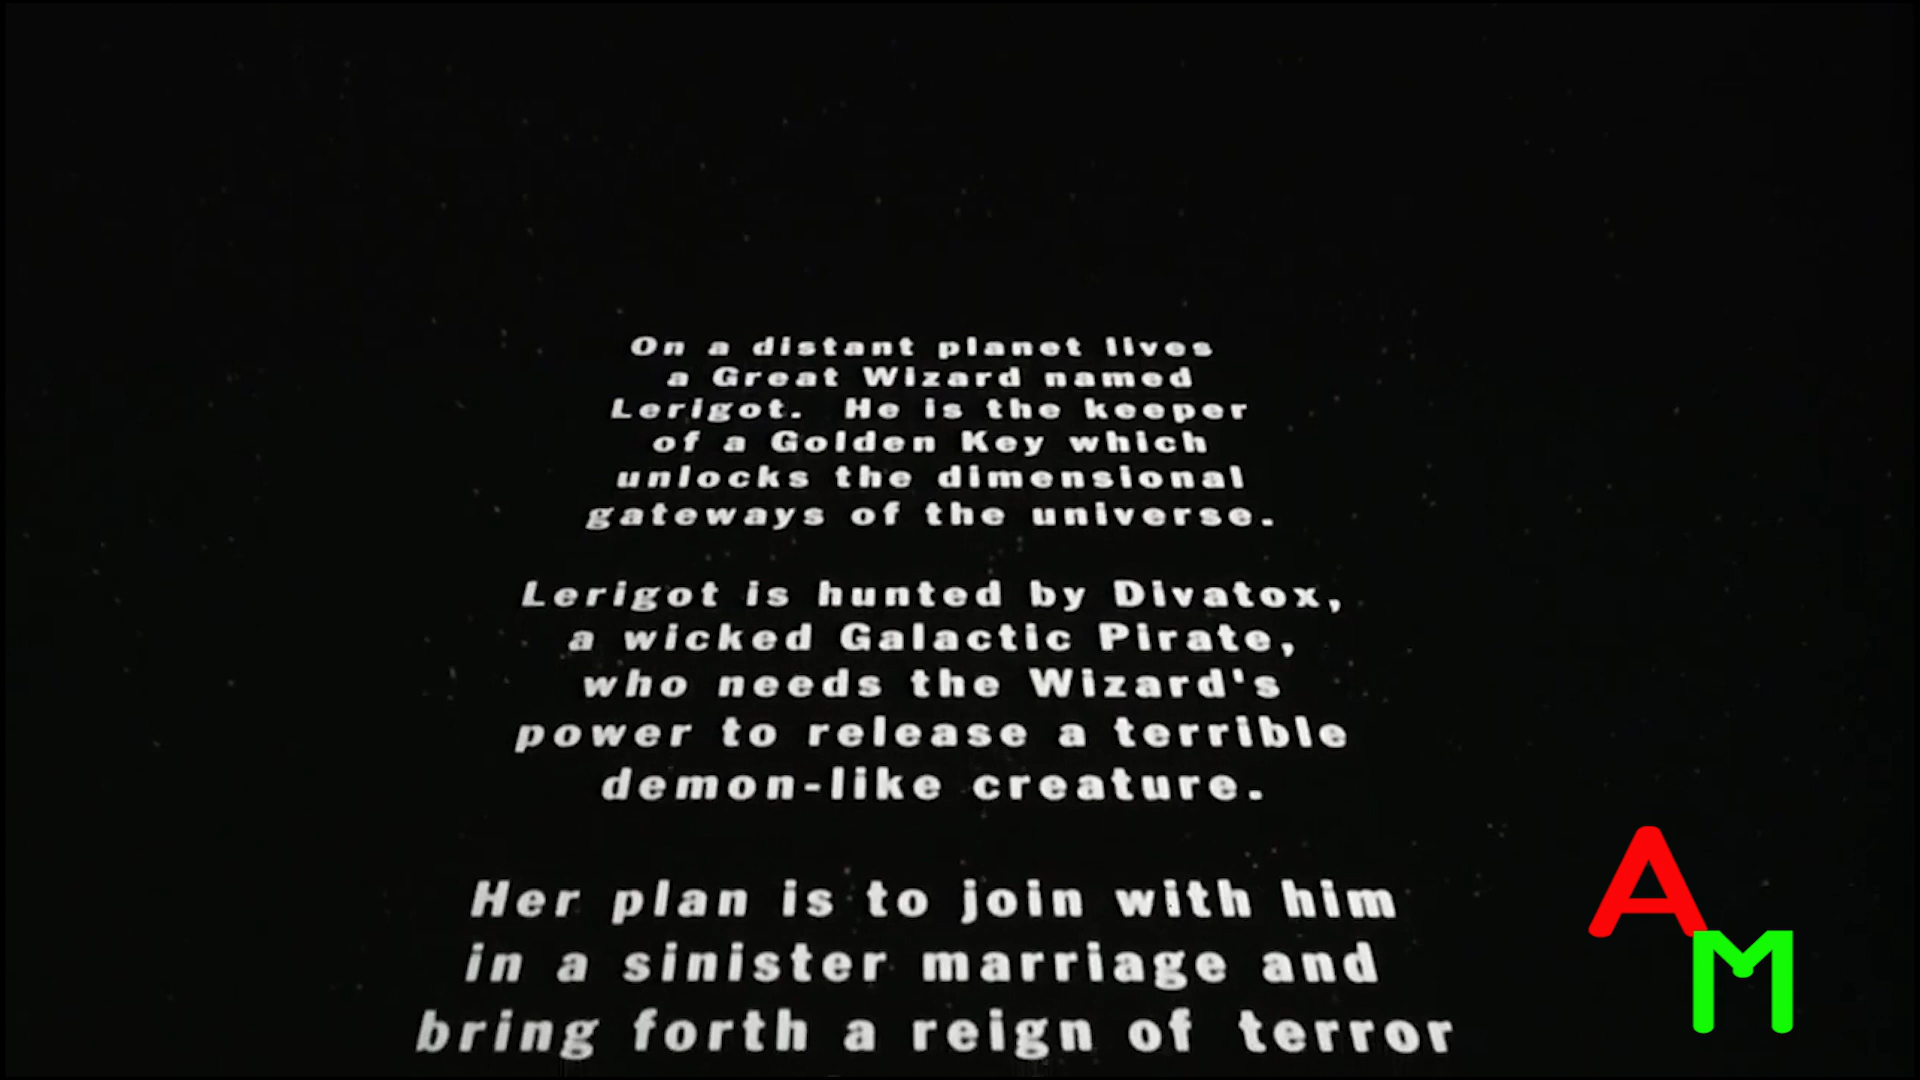 On a distant planet lives
a Great Wizard named
Lerigot. He is the keeper
of a Golden Key which
unlocks the dimensional
gateways of the universe.
Lerigot is hunted by Divatox,
a wicked Galactic Pirate,
who needs the Wizard's
power to release a terrible
demon-like creature.
Her plan is to join with him
in a sinister marriage and
bring forth a reign of terror
A
M